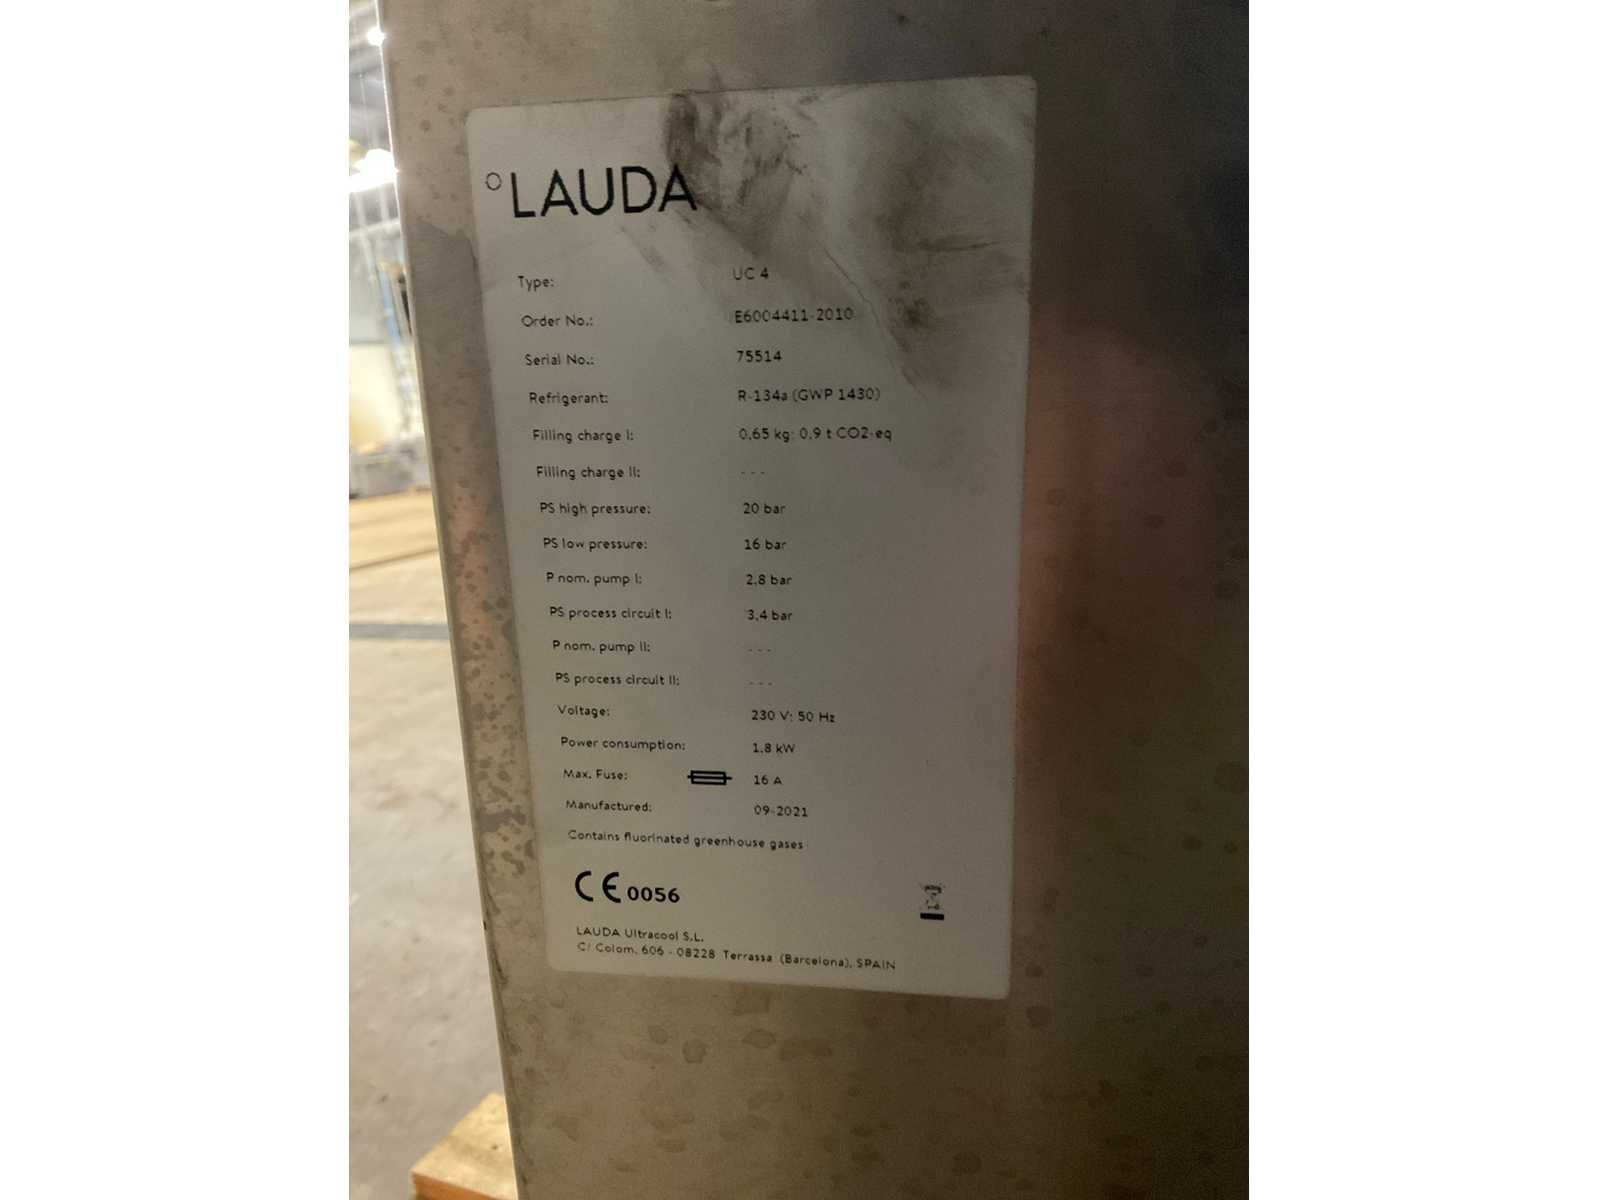 °LAUDA
Type: UC 4
Order No.: E6004411-2010
Serial No.: 75514
Refrigerant: R-134a (GWP 1430)
Filling charge I: 0,65 kg; 0,9 t CO2-eq
Filling charge II: ---
PS high pressure: 20 bar
PS low pressure: 16 bar
P nom. pump I: 2,8 bar
PS process circuit I: 3,4 bar
P nom. pump II: ---
PS process circuit II: ---
Voltage: 230 V; 50 Hz
Power consumption: 1,8 kW
Max. Fuse: 16 A
Manufactured: 09-2021
Contains fluorinated greenhouse gases
CE 0056
LAUDA Ultracool S.L.
C/ Colom, 606 - 08228 Terrassa (Barcelona), SPAIN